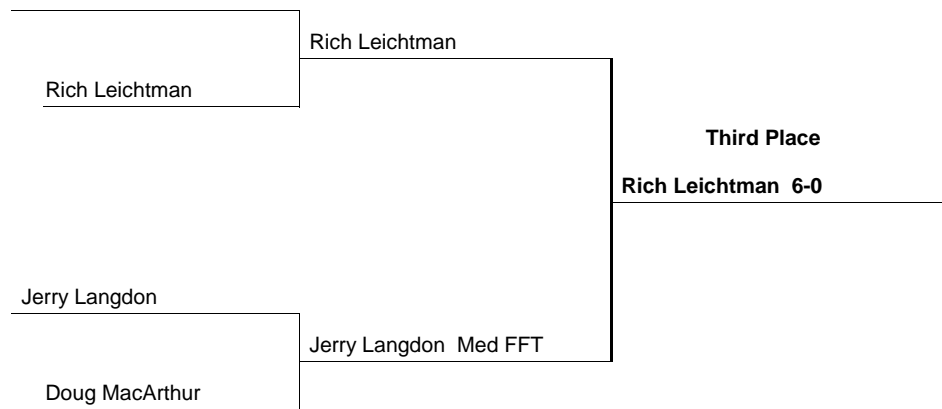 Rich Leichtman
Rich Leichtman
Third Place
Rich Leichtman 6-0
Jerry Langdon
Jerry Langdon Med FFT
Doug MacArthur